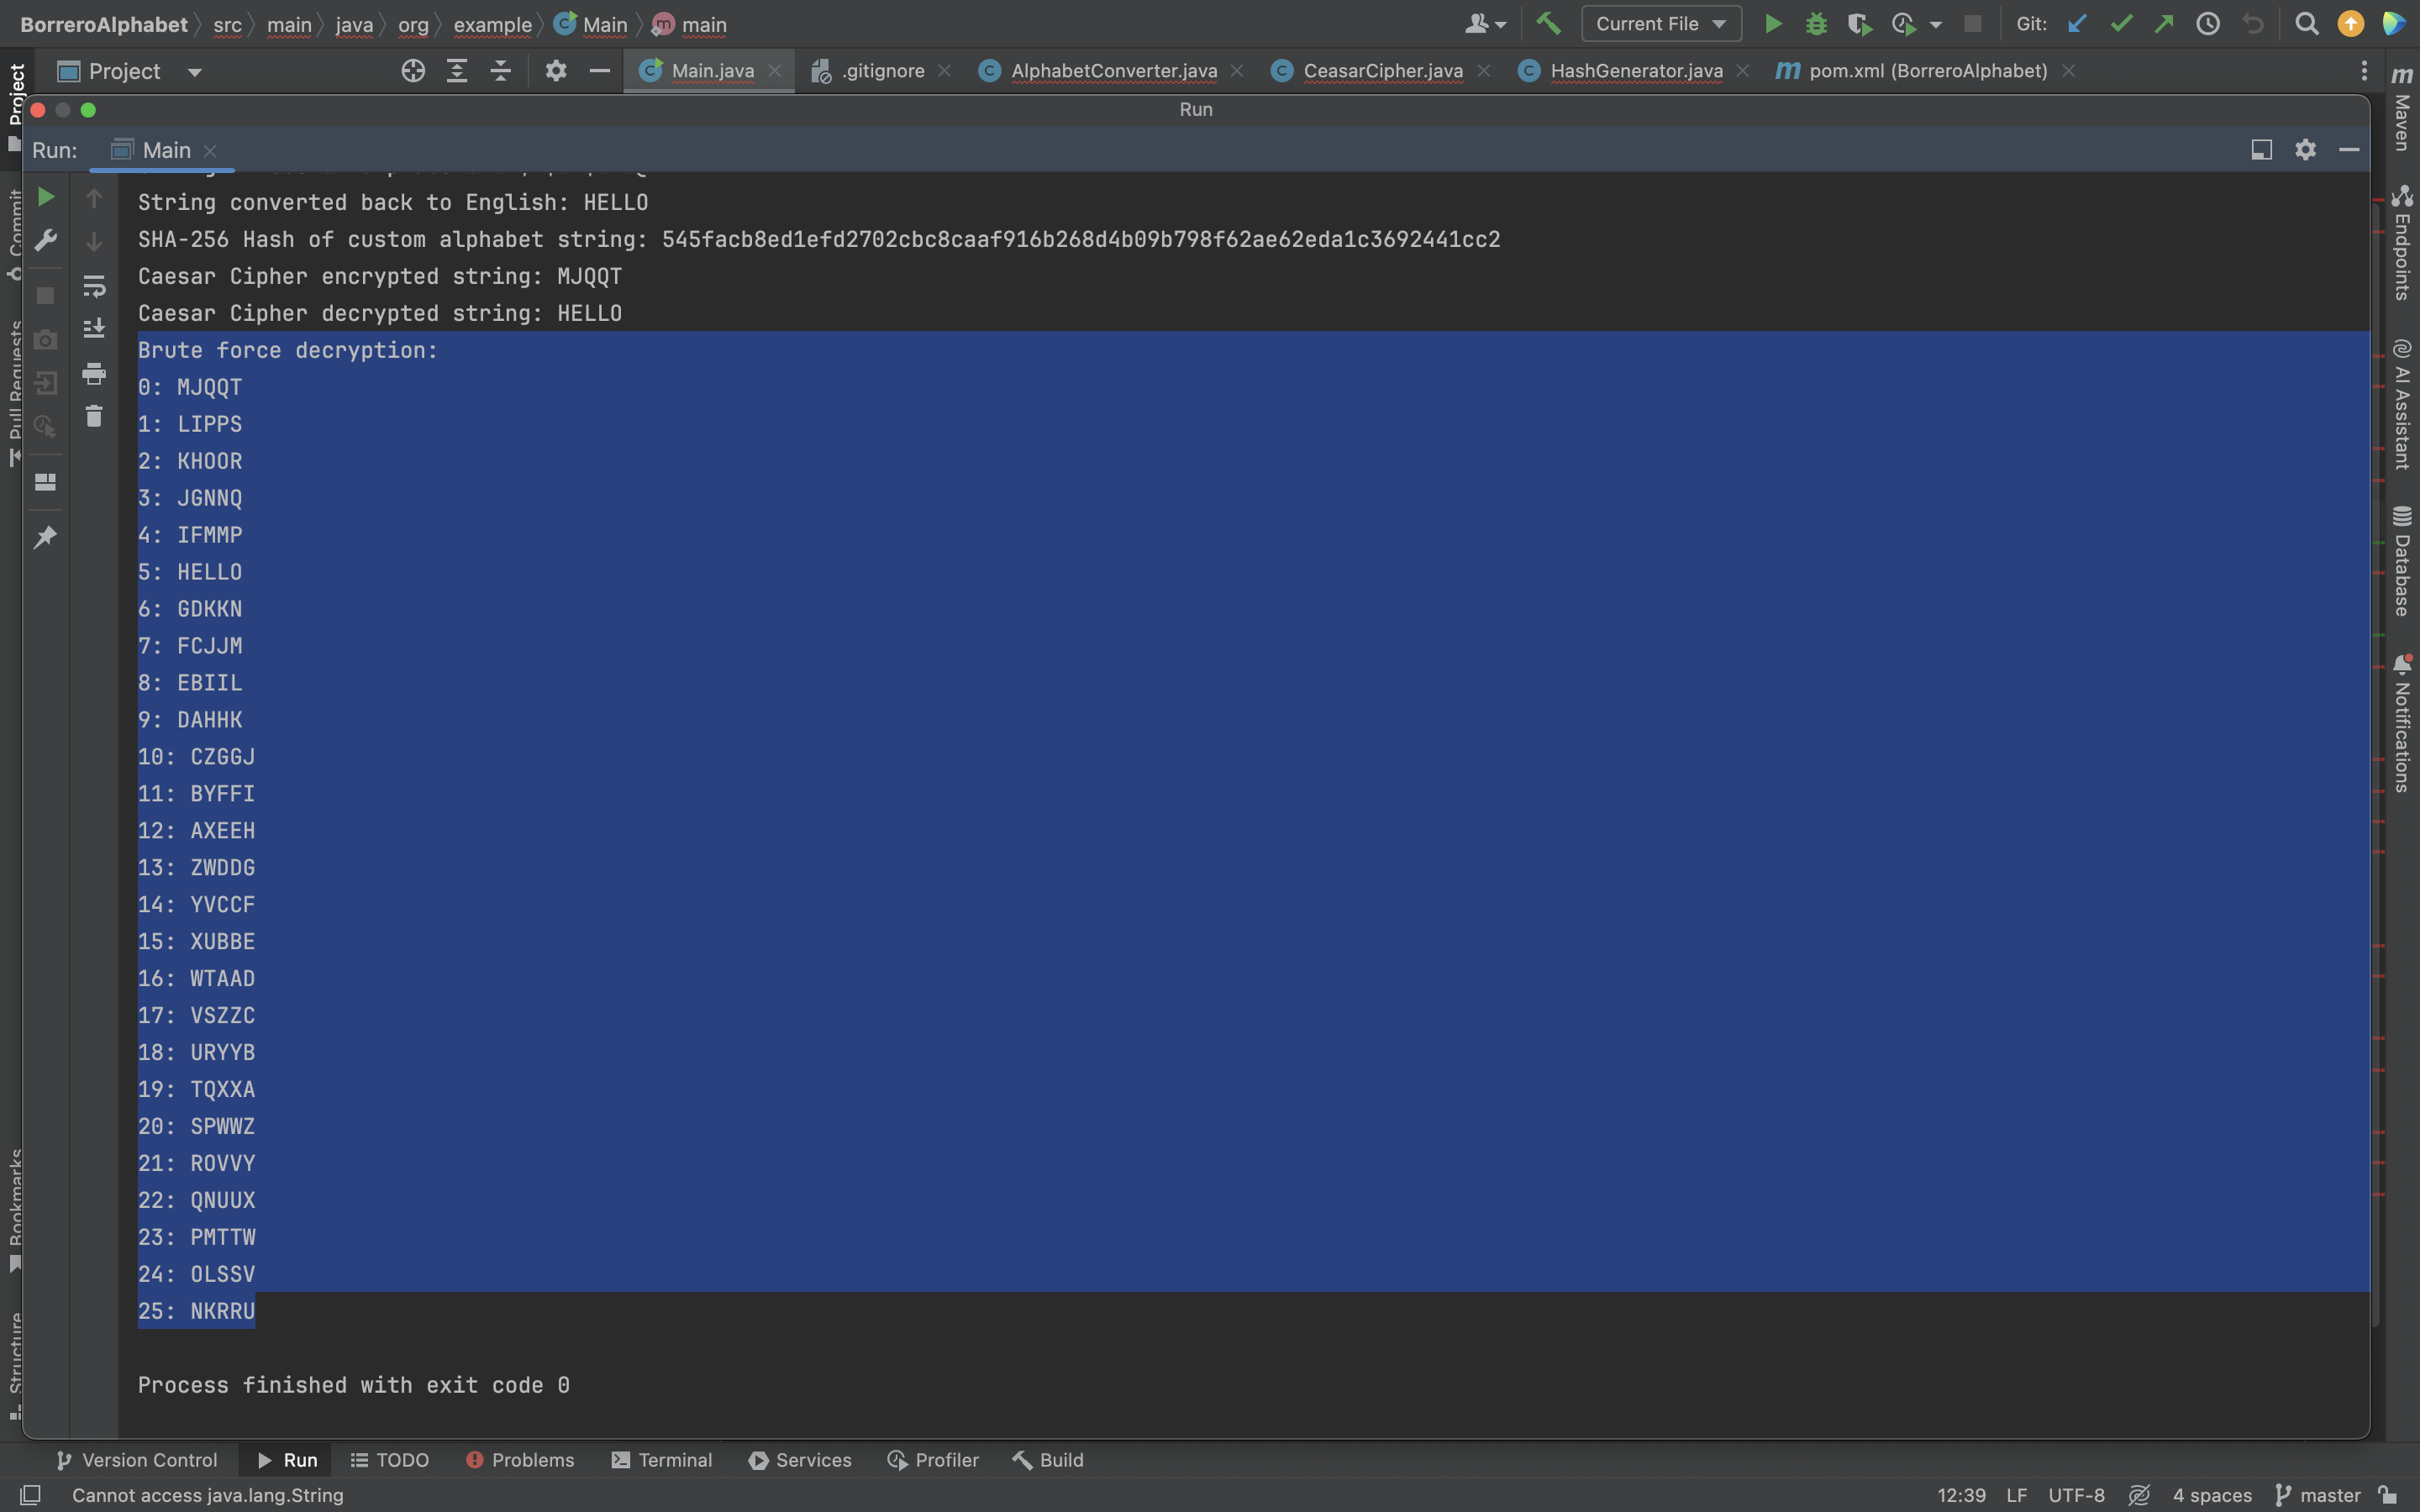 BorreroAlphabet src main java org example Main main Current File Git:
Project Main.java .gitignore AlphabetConverter.java CeasarCipher.java HashGenerator.java pom.xml (BorreroAlphabet)
Run
Run: Main
String converted back to English: HELLO
SHA-256 Hash of custom alphabet string: 545facb8ed1efd2702cbc8caaf916b268d4b09b798f62ae62eda1c3692441cc2
Caesar Cipher encrypted string: MJQQT
Caesar Cipher decrypted string: HELLO
Brute force decryption:
0: MJQQT
1: LIPPS
2: KHOOR
3: JGNNQ
4: IFMMP
5: HELLO
6: GDKKN
7: FCJJM
8: EBIIL
9: DAHHK
10: CZGGJ
11: BYFFI
12: AXEEH
13: ZWDDG
14: YVCCF
15: XUBBE
16: WTAAD
17: VSZZC
18: URYYB
19: TQXXA
20: SPWWZ
21: ROVVY
22: QNUUX
23: PMTTW
24: OLSSV
25: NKRRU
Process finished with exit code 0
Project
Commit
Pull Requests
Bookmarks
Structure
Maven
Endpoints
AI Assistant
Database
Notifications
Version Control Run TODO Problems Terminal Services Profiler Build
Cannot access java.lang.String 12:39 LF UTF-8 4 spaces master